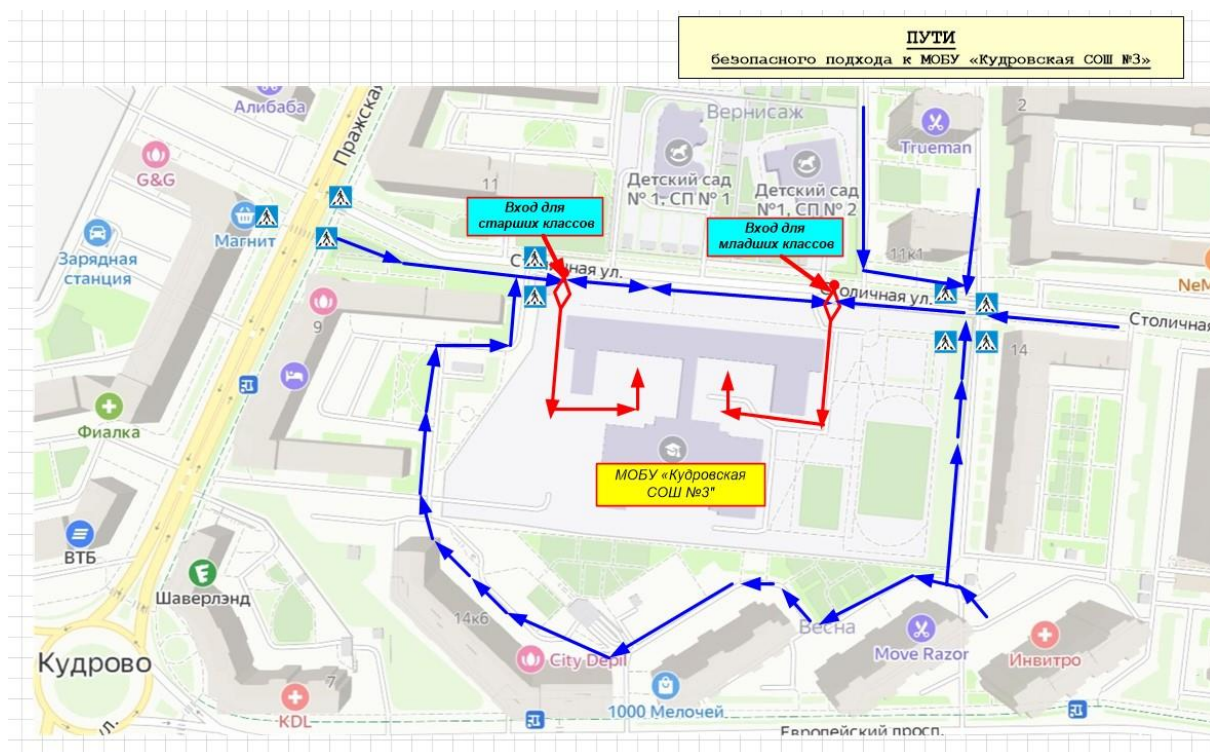 ПУТИ
безопасного подхода к МОБУ «Кудровская СОШ №3»
Алибаба
Пражская
G&G
Магнит
Зарядная
станция
11
Вернисаж
Детский сад
№ 1, СП № 1
Детский сад
№1, СП № 2
Trueman
2
Вход для
старших классов
Вход для
младших классов
11к1
Столичная ул.
NeM
Столичная
9
14
Фиалка
МОБУ «Кудровская
СОШ №3"
ВТБ
Шаверлэнд
14к6
Весна
City Depil
Move Razor
Инвитро
Кудрово
7
KDL
1000 Мелочей
Европейский просп.
ул.